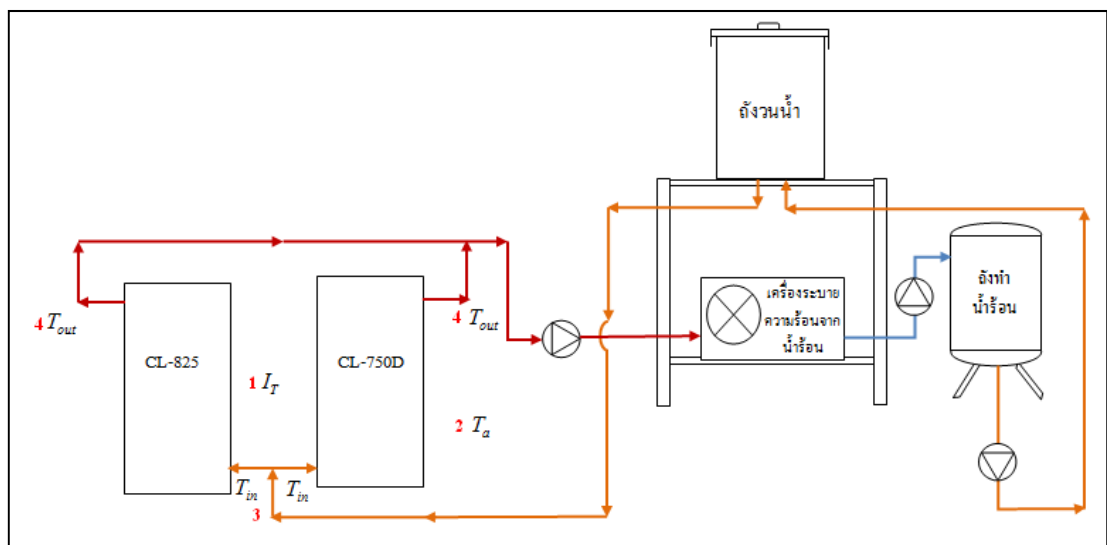 ถังวนน้ำ
เครื่องระบาย
ความร้อนจาก
น้ำร้อน
ถังทำ
น้ำร้อน
4 Tout
CL-825
1 IT
CL-750D
4 Tout
2 Ta
Tin
Tin
3